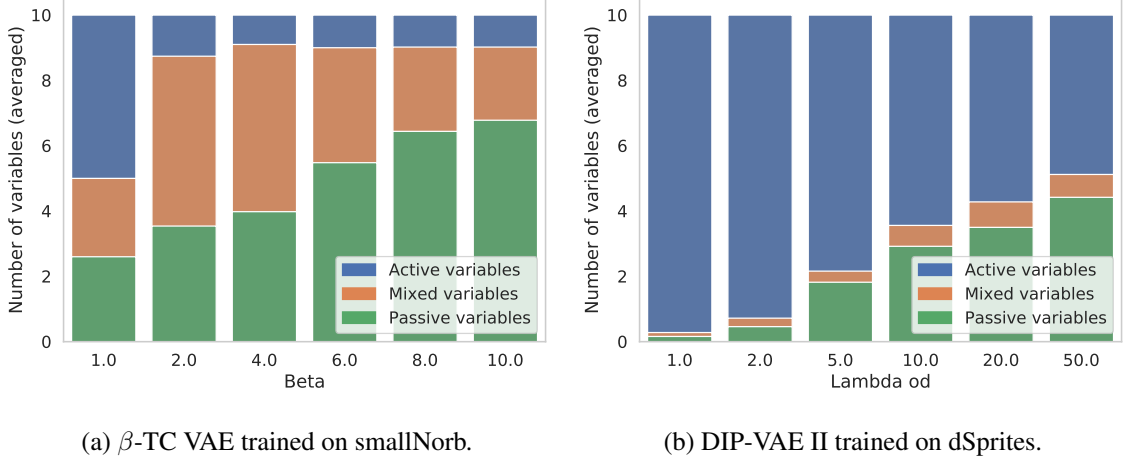 Number of variables (averaged)
10
8
6
4
2
0
Active variables
Mixed variables
Passive variables
1.0 2.0 4.0 6.0 8.0 10.0
Beta
(a) β-TC VAE trained on smallNorb.
Number of variables (averaged)
10
8
6
4
2
0
Active variables
Mixed variables
Passive variables
1.0 2.0 5.0 10.0 20.0 50.0
Lambda od
(b) DIP-VAE II trained on dSprites.